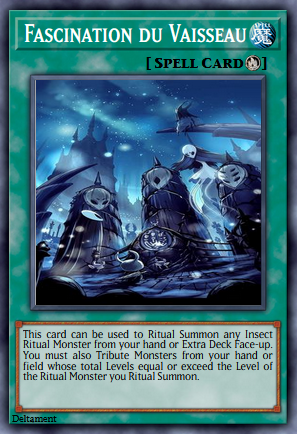 Fascination du Vaisseau
魔
[ Spell Card ]
This card can be used to Ritual Summon any Insect
Ritual Monster from your hand or Extra Deck Face-up.
You must also Tribute Monsters from your hand or
field whose total Levels equal or exceed the Level of
the Ritual Monster you Ritual Summon.
Deltament